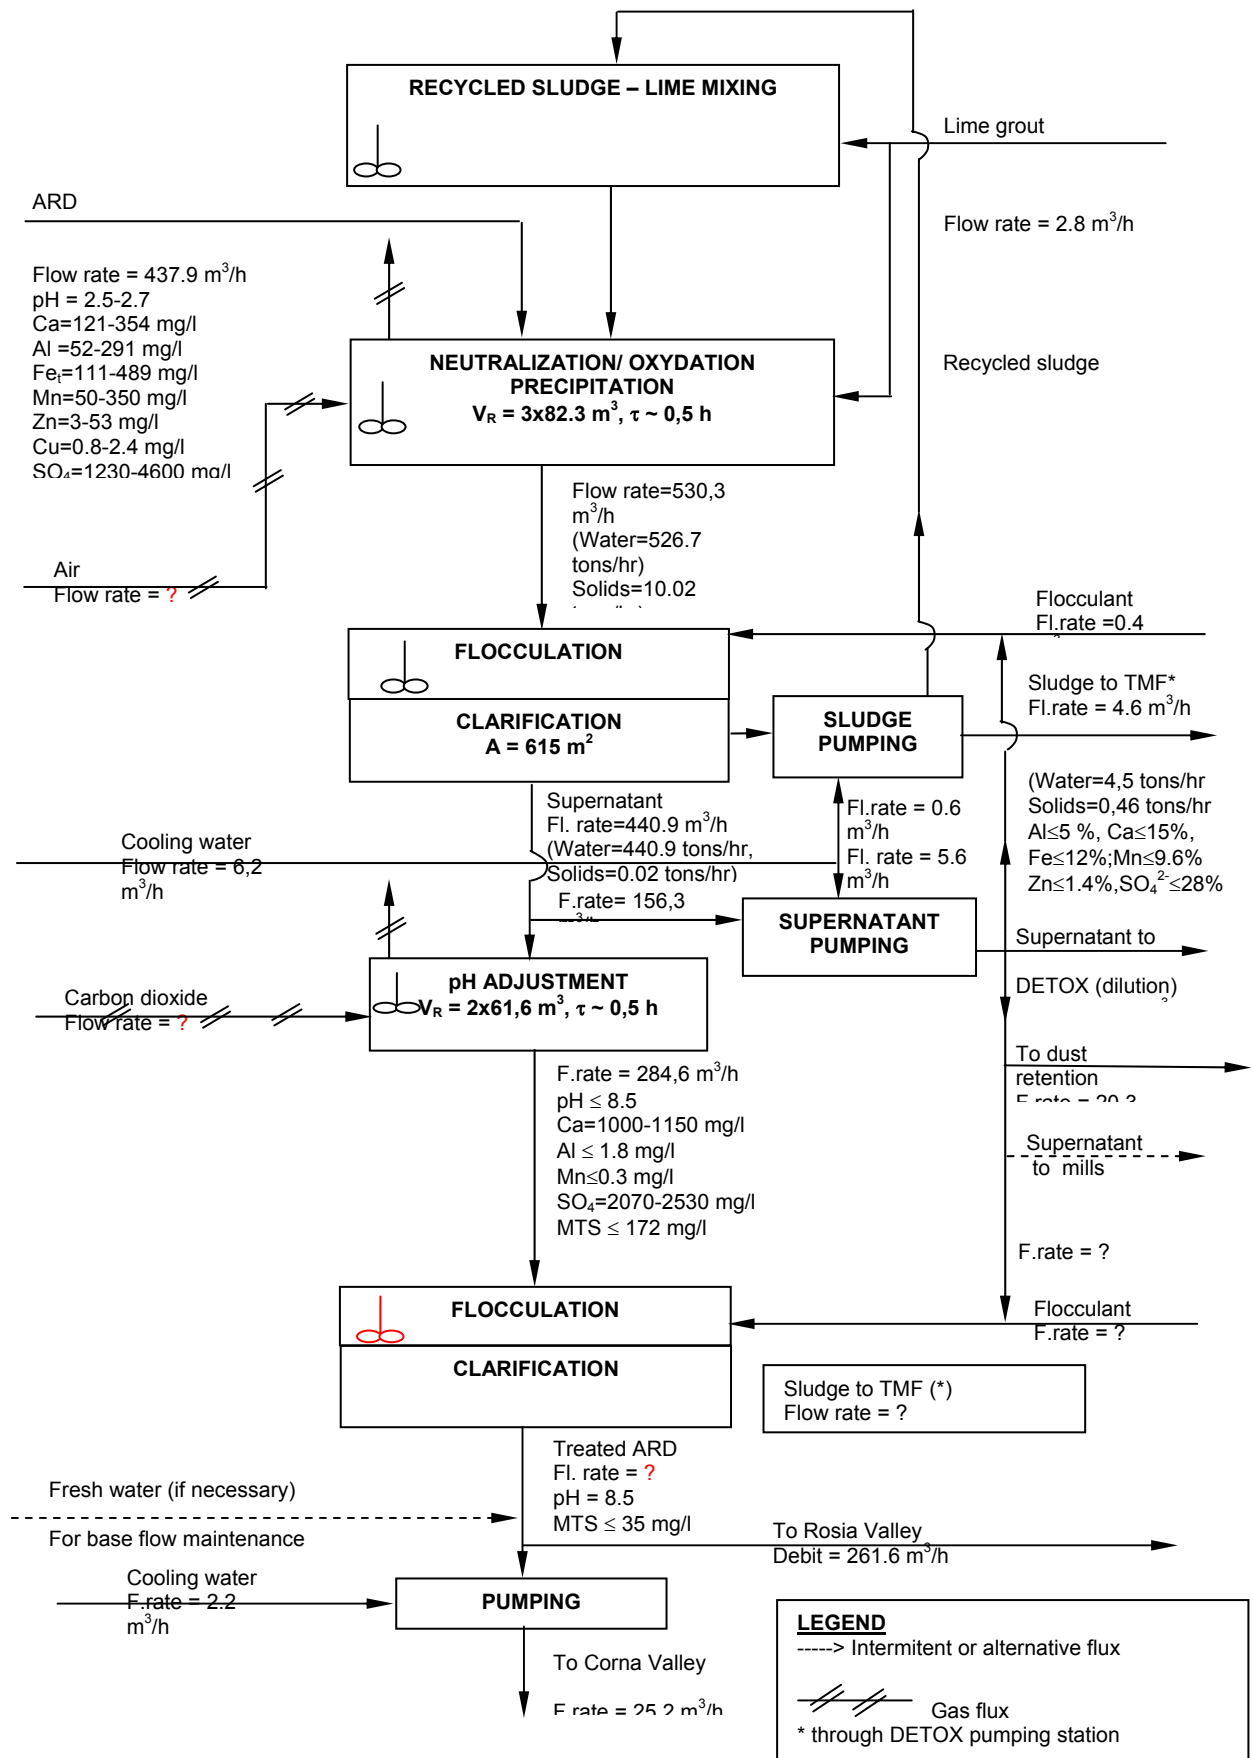 RECYCLED SLUDGE – LIME MIXING
Lime grout
Flow rate = 2.8 m³/h
ARD
Flow rate = 437.9 m³/h
pH = 2.5-2.7
Ca=121-354 mg/l
Al =52-291 mg/l
Feₜ=111-489 mg/l
Mn=50-350 mg/l
Zn=3-53 mg/l
Cu=0.8-2.4 mg/l
SO₄=1230-4600 mg/l
NEUTRALIZATION/ OXYDATION
PRECIPITATION
V_R = 3x82.3 m³, τ ~ 0,5 h
Recycled sludge
Air
Flow rate = ?
Flow rate=530,3
m³/h
(Water=526.7
tons/hr)
Solids=10.02
Flocculant
Fl.rate =0.4
FLOCCULATION
CLARIFICATION
A = 615 m²
SLUDGE
PUMPING
Sludge to TMF*
Fl.rate = 4.6 m³/h
(Water=4,5 tons/hr
Solids=0,46 tons/hr
Al≤5 %, Ca≤15%,
Fe≤12%;Mn≤9.6%
Zn≤1.4%,SO₄²⁻≤28%
Supernatant
Fl. rate=440.9 m³/h
(Water=440.9 tons/hr,
Solids=0.02 tons/hr)
F.rate= 156,3
Fl.rate = 0.6
m³/h
Fl. rate = 5.6
m³/h
Cooling water
Flow rate = 6,2
m³/h
SUPERNATANT
PUMPING
Supernatant to
DETOX (dilution)
pH ADJUSTMENT
V_R = 2x61,6 m³, τ ~ 0,5 h
Carbon dioxide
Flow rate = ?
To dust
retention
F.rate = 20.3
Supernatant
to mills
F.rate = ?
F.rate = 284,6 m³/h
pH ≤ 8.5
Ca=1000-1150 mg/l
Al ≤ 1.8 mg/l
Mn≤0.3 mg/l
SO₄=2070-2530 mg/l
MTS ≤ 172 mg/l
Flocculant
F.rate = ?
FLOCCULATION
CLARIFICATION
Sludge to TMF (*)
Flow rate = ?
Treated ARD
Fl. rate = ?
pH = 8.5
MTS ≤ 35 mg/l
Fresh water (if necessary)
For base flow maintenance
To Rosia Valley
Debit = 261.6 m³/h
Cooling water
F.rate = 2.2
m³/h
PUMPING
To Corna Valley
F.rate = 25.2 m³/h
LEGEND
-----> Intermitent or alternative flux
Gas flux
* through DETOX pumping station